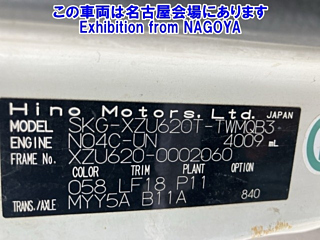 この車両は名古屋会場にあります
Exhibition from NAGOYA
Hino Motors,Ltd. JAPAN
MODEL SKG-XZU620T-TWMQB3
ENGINE N04C-UN 4009 mL
FRAME NO. XZU620-0002060
COLOR TRIM PLANT OPTION
058 LF18 P11
TRANS./AXLE MYY5A B11A 840